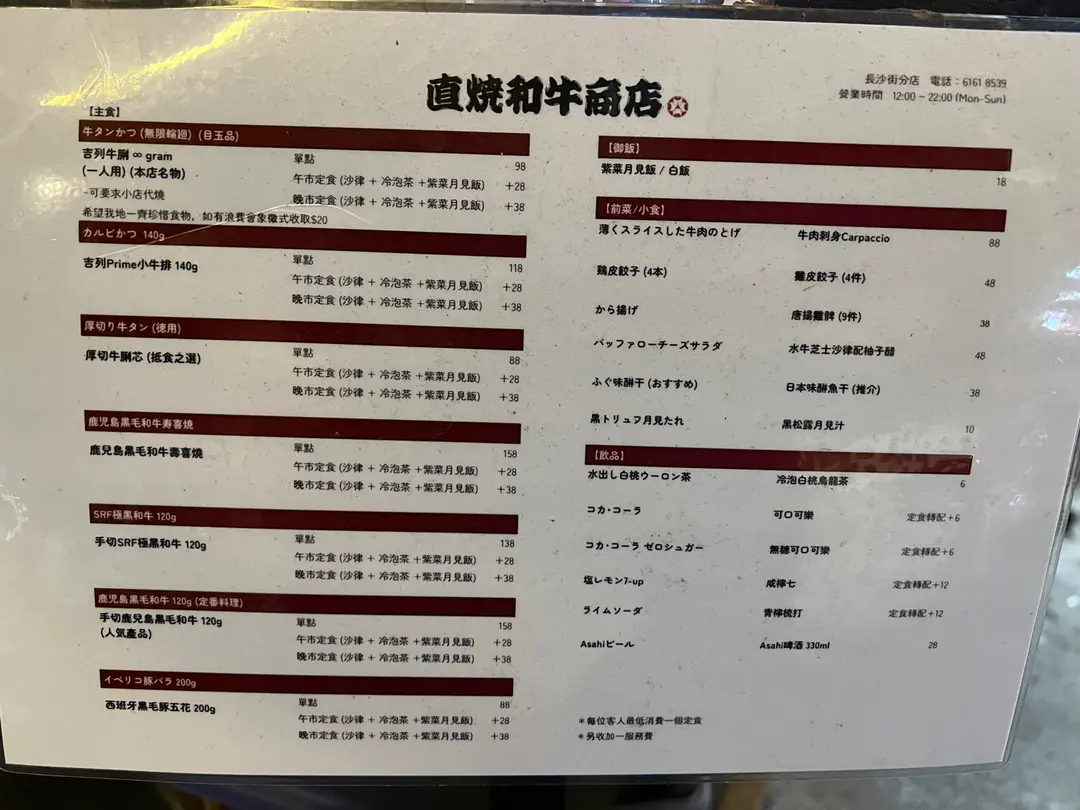 直燒和牛商店
長沙街分店 電話：6161 8539
營業時間 12:00 ~ 22:00 (Mon-Sun)
【主食】
牛タンかつ (無限輪廻) (目玉品)
吉列牛脷 ∞ gram 單點 98
(一人用) (本店名物) 午市定食 (沙律 + 冷泡茶 +紫菜月見飯) +28
-可要求小店代燒 晚市定食 (沙律 + 冷泡茶 +紫菜月見飯) +38
希望我地一齊珍惜食物，如有浪費會象徵式收取$20
カルビかつ 140g
吉列Prime小牛排 140g 單點 118
午市定食 (沙律 + 冷泡茶 +紫菜月見飯) +28
晚市定食 (沙律 + 冷泡茶 +紫菜月見飯) +38
厚切り牛タン (徳用)
厚切牛脷芯 (抵食之選) 單點 88
午市定食 (沙律 + 冷泡茶 +紫菜月見飯) +28
晚市定食 (沙律 + 冷泡茶 +紫菜月見飯) +38
鹿児島黒毛和牛寿喜焼
鹿兒島黑毛和牛壽喜燒 單點 158
午市定食 (沙律 + 冷泡茶 +紫菜月見飯) +28
晚市定食 (沙律 + 冷泡茶 +紫菜月見飯) +38
SRF極黒和牛 120g
手切SRF極黑和牛 120g 單點 138
午市定食 (沙律 + 冷泡茶 +紫菜月見飯) +28
晚市定食 (沙律 + 冷泡茶 +紫菜月見飯) +38
鹿児島黒毛和牛 120g (定番料理)
手切鹿兒島黑毛和牛 120g 單點 158
(人気產品) 午市定食 (沙律 + 冷泡茶 +紫菜月見飯) +28
晚市定食 (沙律 + 冷泡茶 +紫菜月見飯) +38
イベリコ豚バラ 200g
西班牙黑毛豚五花 200g 單點 88
午市定食 (沙律 + 冷泡茶 +紫菜月見飯) +28
晚市定食 (沙律 + 冷泡茶 +紫菜月見飯) +38
【御飯】
紫菜月見飯 / 白飯 18
【前菜/小食】
薄くスライスした牛肉のとげ 牛肉刺身Carpaccio 88
鶏皮餃子 (4本) 雞皮餃子 (4件) 48
から揚げ 唐揚雞髀 (9件) 38
バッファローチーズサラダ 水牛芝士沙律配柚子醋 48
ふぐ味醂干 (おすすめ) 日本味醂魚干 (推介) 38
黒トリュフ月見たれ 黑松露月見汁 10
【飲品】
水出し白桃ウーロン茶 冷泡白桃烏龍茶 6
コカ·コーラ 可口可樂 定食轉配+6
コカ·コーラ ゼロシュガー 無糖可口可樂 定食轉配+6
塩レモン7-up 咸檸七 定食轉配+12
ライムソーダ 青檸梳打 定食轉配+12
Asahiビール Asahi啤酒 330ml 28
＊每位客人最低消費一個定食
＊另收加一服務費